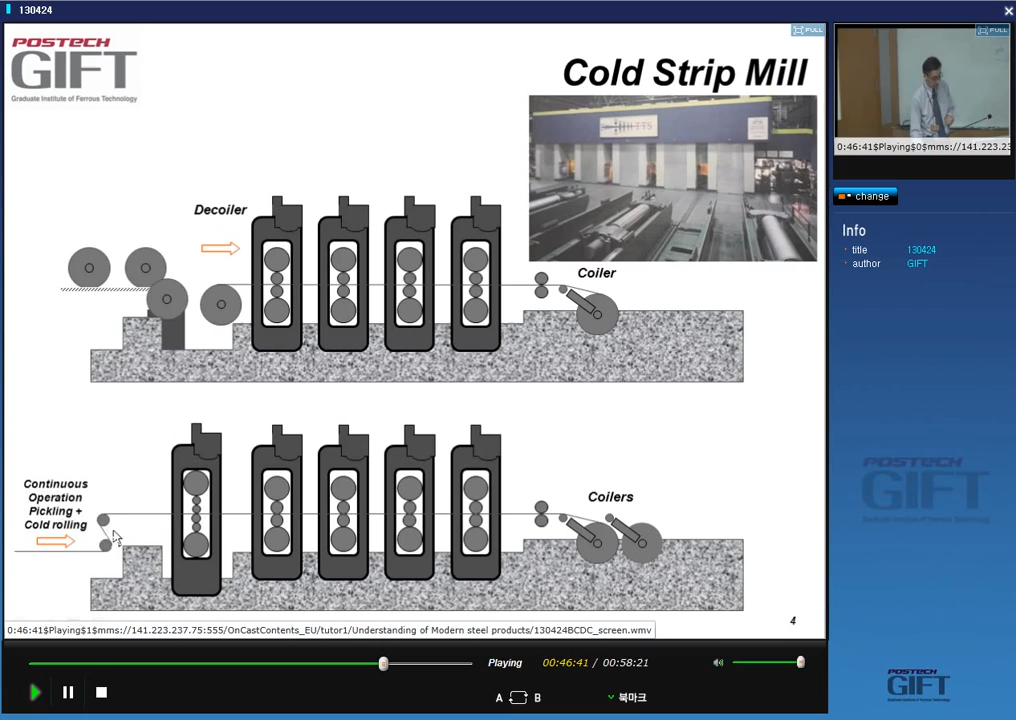 130424
POSTECH
GIFT
Graduate Institute of Ferrous Technology
FULL
Cold Strip Mill
TTS
Decoiler
Coiler
Continuous
Operation
Pickling +
Cold rolling
Coilers
4
0:46:41$Playing$1$mms://141.223.237.75:555/OnCastContents_EU/tutor1/Understanding of Modern steel products/130424BCDC_screen.wmv
Playing
00:46:41 / 00:58:21
A
B
북마크
FULL
0:46:41$Playing$0$mms://141.223.23
change
Info
title
130424
author
GIFT
POSTECH
GIFT
POSTECH
GIFT